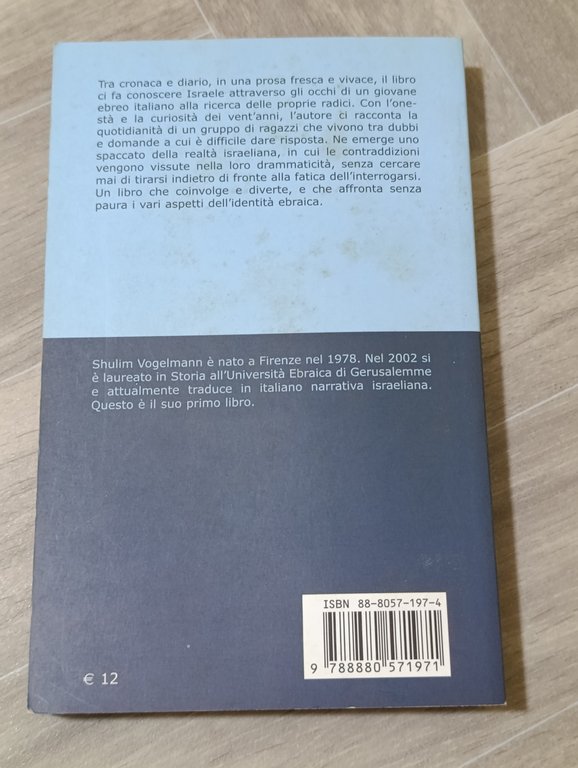 Tra cronaca e diario, in una prosa fresca e vivace, il libro
ci fa conoscere Israele attraverso gli occhi di un giovane
ebreo italiano alla ricerca delle proprie radici. Con l'one-
stà e la curiosità dei vent'anni, l'autore ci racconta la
quotidianità di un gruppo di ragazzi che vivono tra dubbi
e domande a cui è difficile dare risposta. Ne emerge uno
spaccato della realtà israeliana, in cui le contraddizioni
vengono vissute nella loro drammaticità, senza cercare
mai di tirarsi indietro di fronte alla fatica dell'interrogarsi.
Un libro che coinvolge e diverte, e che affronta senza
paura i vari aspetti dell'identità ebraica.
Shulim Vogelmann è nato a Firenze nel 1978. Nel 2002 si
è laureato in Storia all'Università Ebraica di Gerusalemme
e attualmente traduce in italiano narrativa israeliana.
Questo è il suo primo libro.
ISBN 88-8057-197-4
9 788880 571971
€ 12